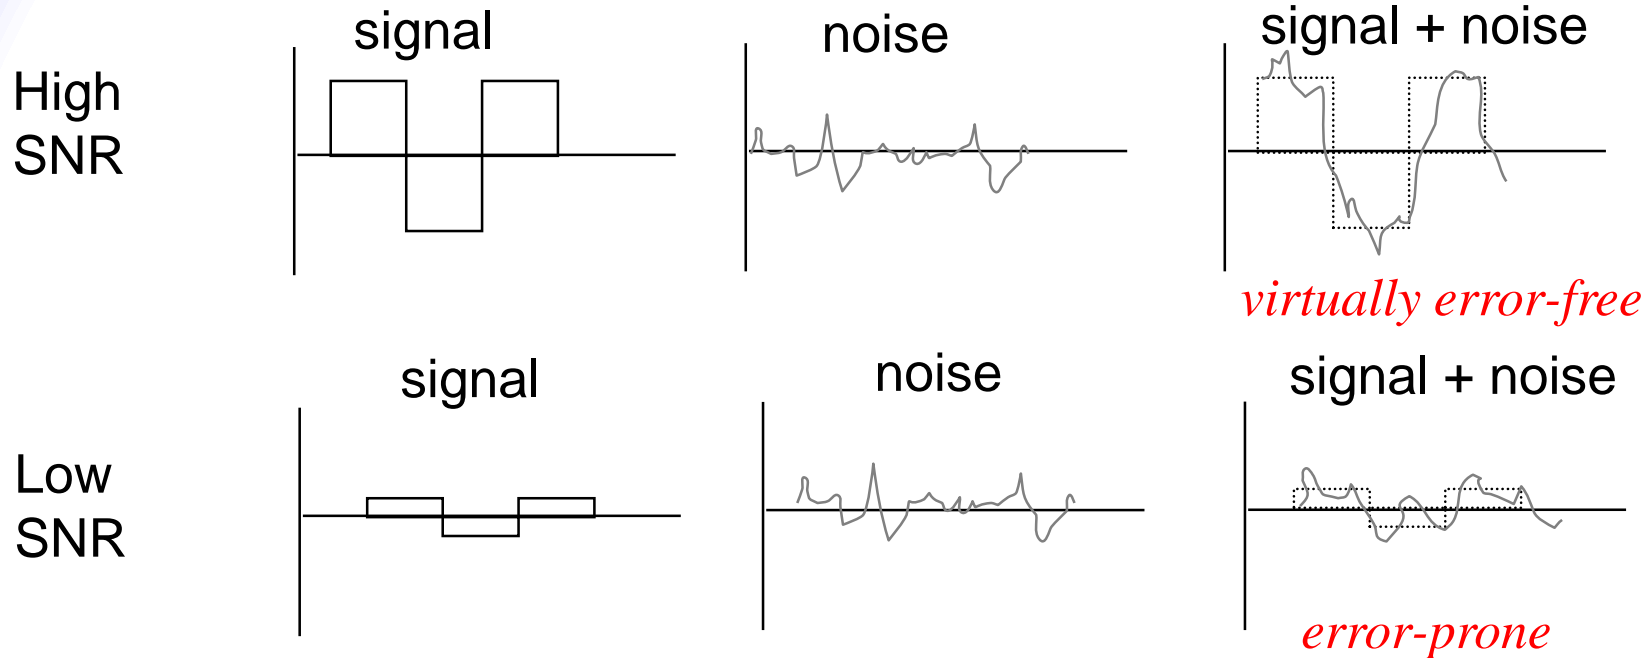 signal
noise
signal + noise
High
SNR
virtually error-free
signal
noise
signal + noise
Low
SNR
error-prone